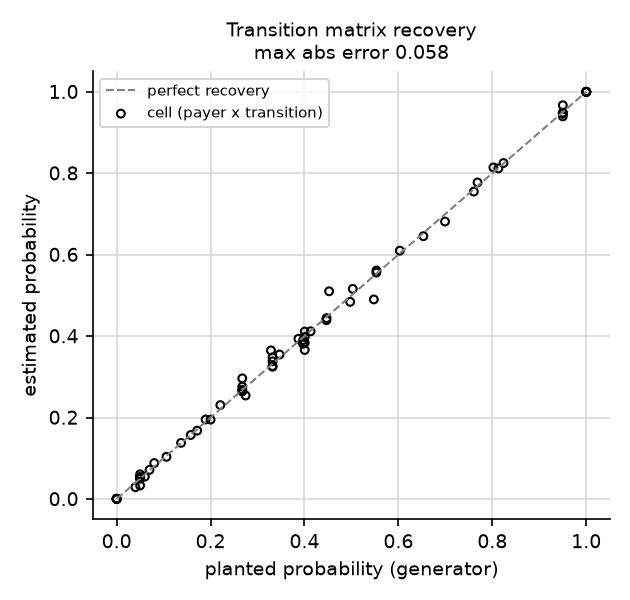 Transition matrix recovery
max abs error 0.058
perfect recovery
cell (payer x transition)
1.0
0.8
0.6
0.4
0.2
0.0
estimated probability
0.0 0.2 0.4 0.6 0.8 1.0
planted probability (generator)